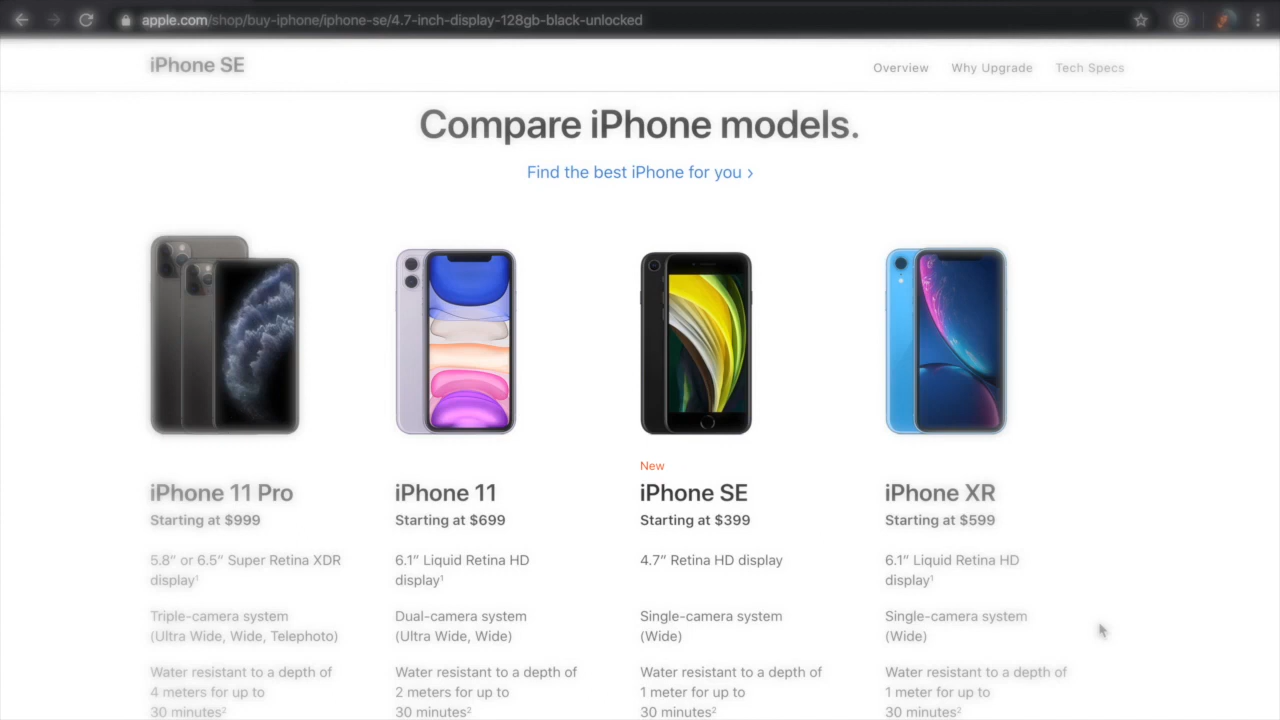 apple.com/shop/buy-iphone/iphone-se/4.7-inch-display-128gb-black-unlocked
iPhone SE
Overview
Why Upgrade
Tech Specs
Compare iPhone models.
Find the best iPhone for you ›
iPhone 11 Pro
Starting at $999
5.8″ or 6.5″ Super Retina XDR
display¹
Triple-camera system
(Ultra Wide, Wide, Telephoto)
Water resistant to a depth of
4 meters for up to
30 minutes²
iPhone 11
Starting at $699
6.1″ Liquid Retina HD
display¹
Dual-camera system
(Ultra Wide, Wide)
Water resistant to a depth of
2 meters for up to
30 minutes²
New
iPhone SE
Starting at $399
4.7″ Retina HD display
Single-camera system
(Wide)
Water resistant to a depth of
1 meter for up to
30 minutes²
iPhone XR
Starting at $599
6.1″ Liquid Retina HD
display¹
Single-camera system
(Wide)
Water resistant to a depth of
1 meter for up to
30 minutes²